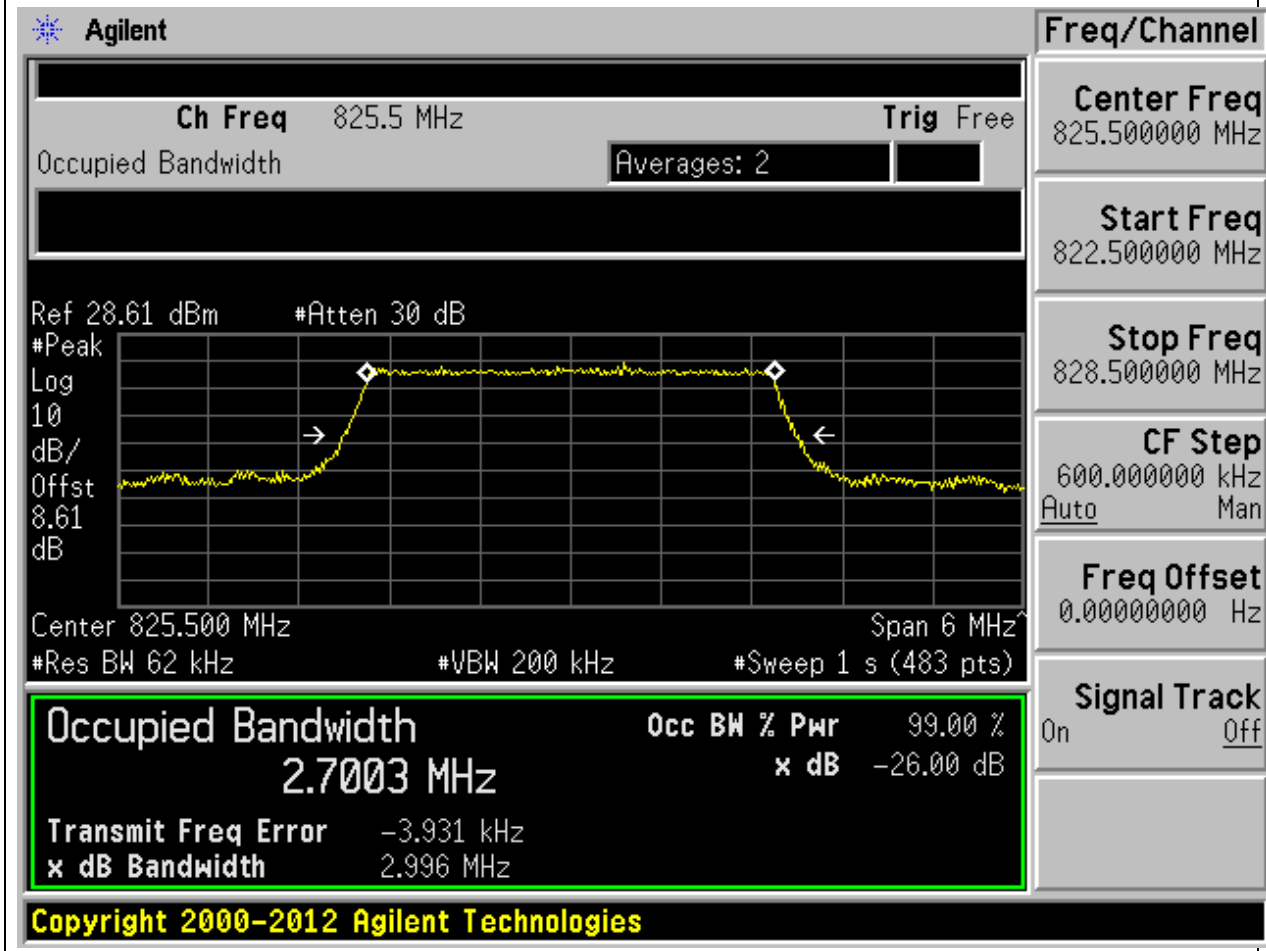 Agilent
Freq/Channel
Ch Freq 825.5 MHz Trig Free
Occupied Bandwidth Averages: 2
Center Freq
825.500000 MHz
Start Freq
822.500000 MHz
Stop Freq
828.500000 MHz
CF Step
600.000000 kHz
Auto Man
Freq Offset
0.00000000 Hz
Signal Track
On Off
Ref 28.61 dBm #Atten 30 dB
#Peak
Log
10
dB/
Offst
8.61
dB
Center 825.500 MHz Span 6 MHz^
#Res BW 62 kHz #VBW 200 kHz #Sweep 1 s (483 pts)
Occupied Bandwidth Occ BW % Pwr 99.00 %
2.7003 MHz x dB -26.00 dB
Transmit Freq Error -3.931 kHz
x dB Bandwidth 2.996 MHz
Copyright 2000-2012 Agilent Technologies